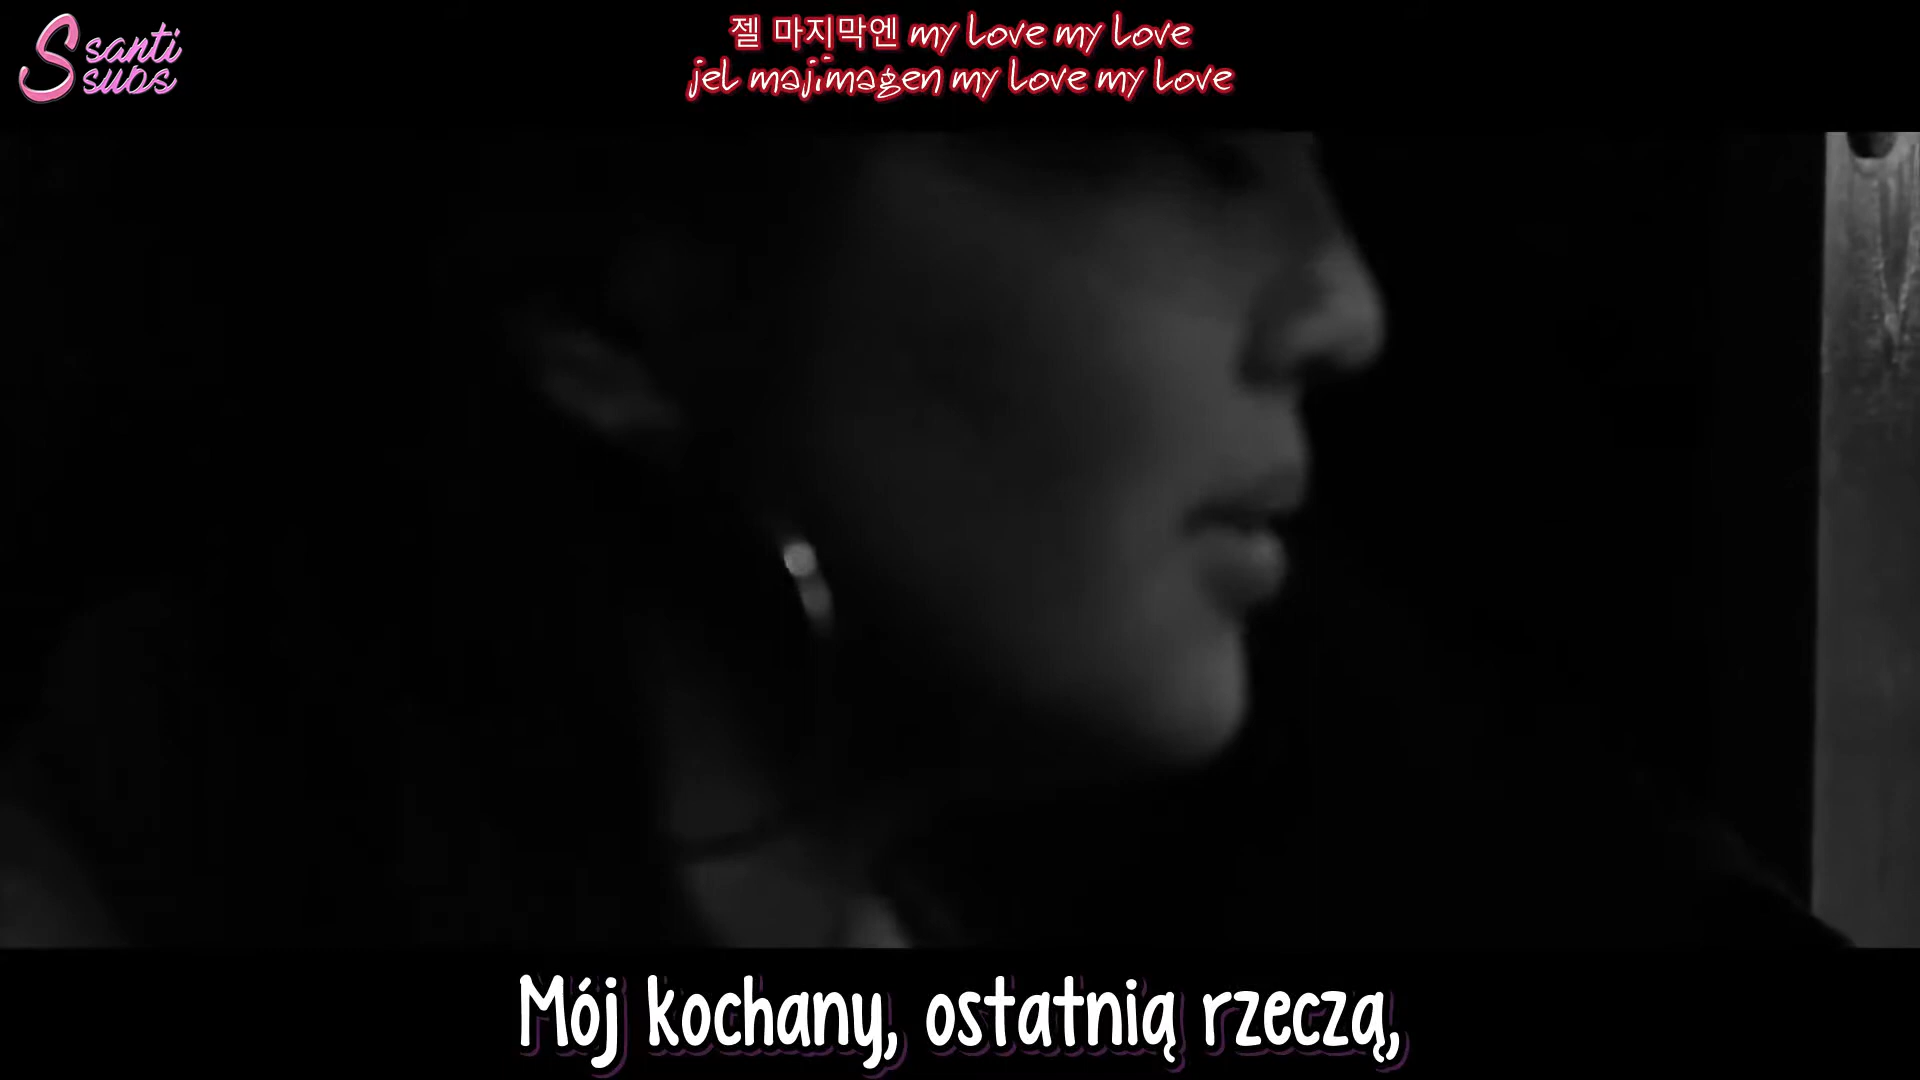 Ssanti
subs
젤 마지막엔 my love my love
jel majimagen my love my love
Mój kochany, ostatnią rzeczą,